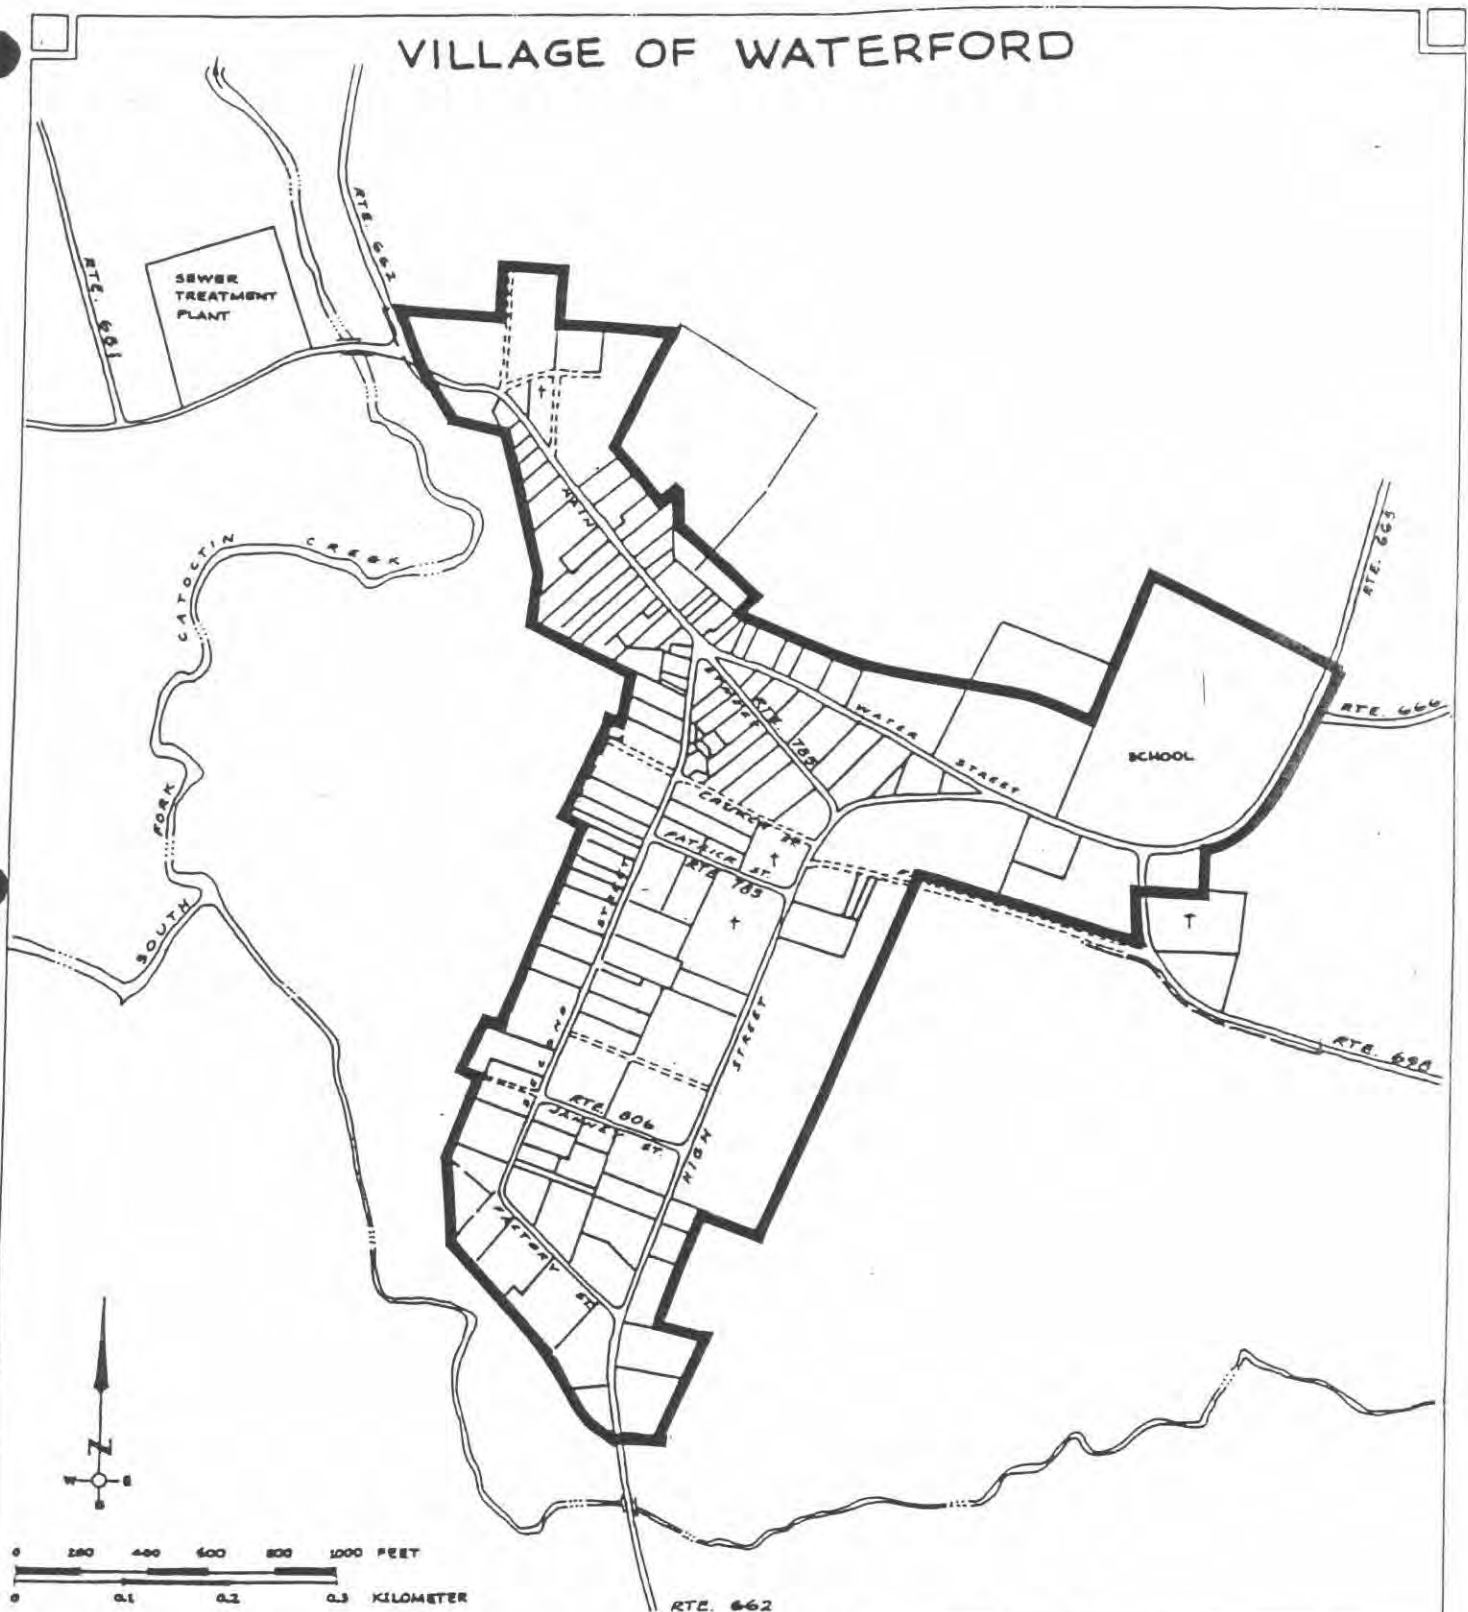 VILLAGE OF WATERFORD
RTE. 662
RTE. 681
SEWER
TREATMENT
PLANT
MAIN
CATOCTIN CREEK
RTE. 665
RTE. 666
STREET
RTE. 785
WATER STREET
SCHOOL
CHURCH ST.
PATRICK ST.
RTE. 783
SOUTH FORK
SECOND STREET
HIGH STREET
RTE. 698
RTE. 806
JANNEY ST.
FACTORY ST.
N
W E
S
0 200 400 600 800 1000 FEET
0 0.1 0.2 0.3 KILOMETER
RTE. 662